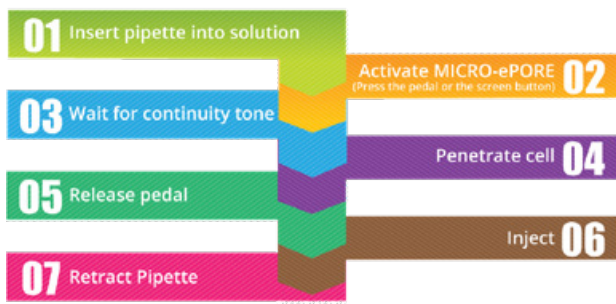 01 Insert pipette into solution
Activate MICRO-ePORE 02
(Press the pedal or the screen button)
03 Wait for continuity tone
Penetrate cell 04
05 Release pedal
Inject 06
07 Retract Pipette